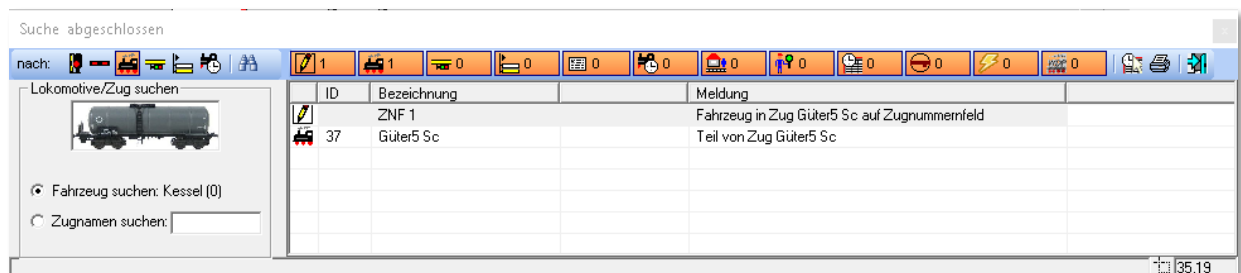 Suche abgeschlossen
nach: 1 1 0 0 0 0 0 0 0 0 0 0
Lokomotive/Zug suchen
ID Bezeichnung Meldung
ZNF 1 Fahrzeug in Zug Güter5 Sc auf Zugnummernfeld
37 Güter5 Sc Teil von Zug Güter5 Sc
Fahrzeug suchen: Kessel (0)
Zugnamen suchen:
35,19